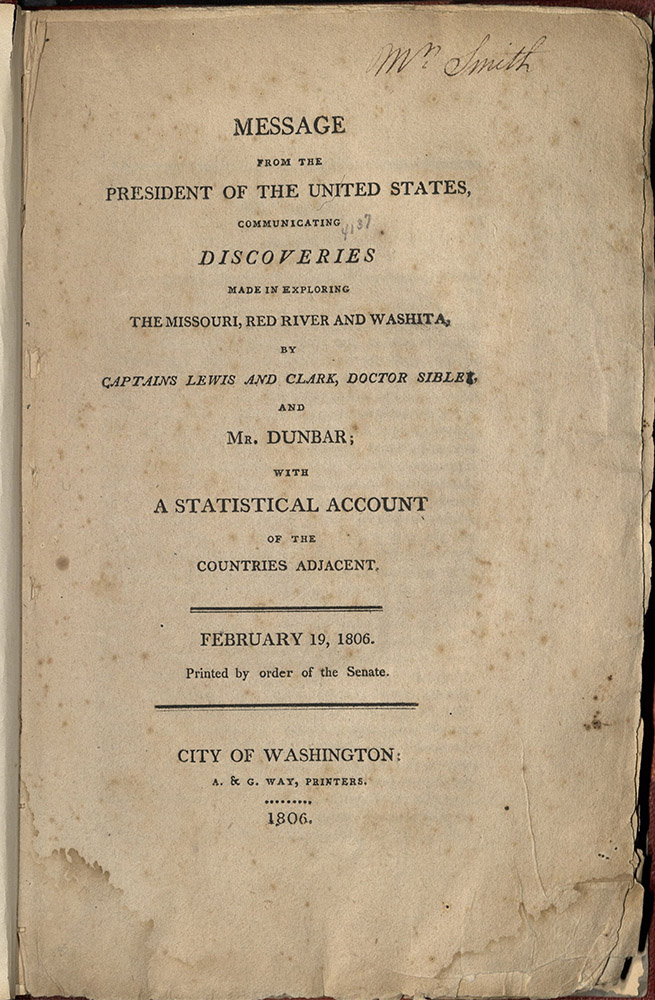 Mr. Smith
MESSAGE
FROM THE
PRESIDENT OF THE UNITED STATES,
COMMUNICATING
4137
DISCOVERIES
MADE IN EXPLORING
THE MISSOURI, RED RIVER AND WASHITA,
BY
CAPTAINS LEWIS AND CLARK, DOCTOR SIBLEY,
AND
MR. DUNBAR;
WITH
A STATISTICAL ACCOUNT
OF THE
COUNTRIES ADJACENT.
FEBRUARY 19, 1806.
Printed by order of the Senate.
CITY OF WASHINGTON:
A. & G. WAY, PRINTERS.
.........
1806.